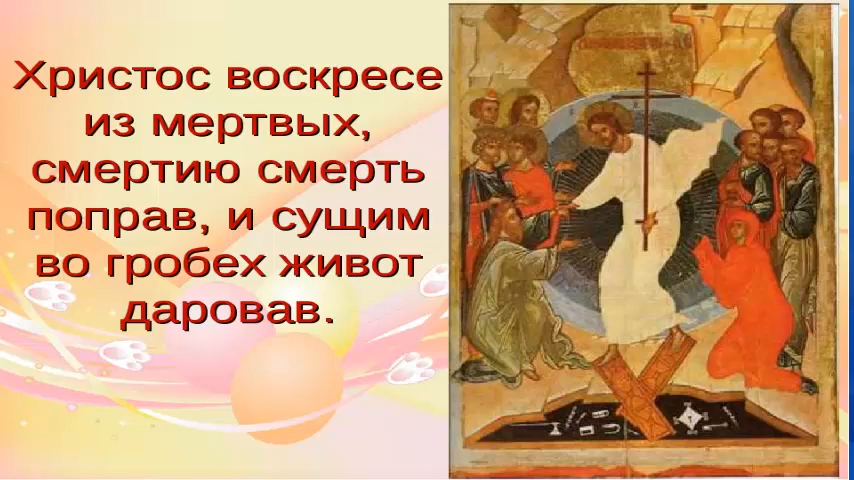 Христос воскресе
из мертвых,
смертию смерть
поправ, и сущим
во гробех живот
даровав.